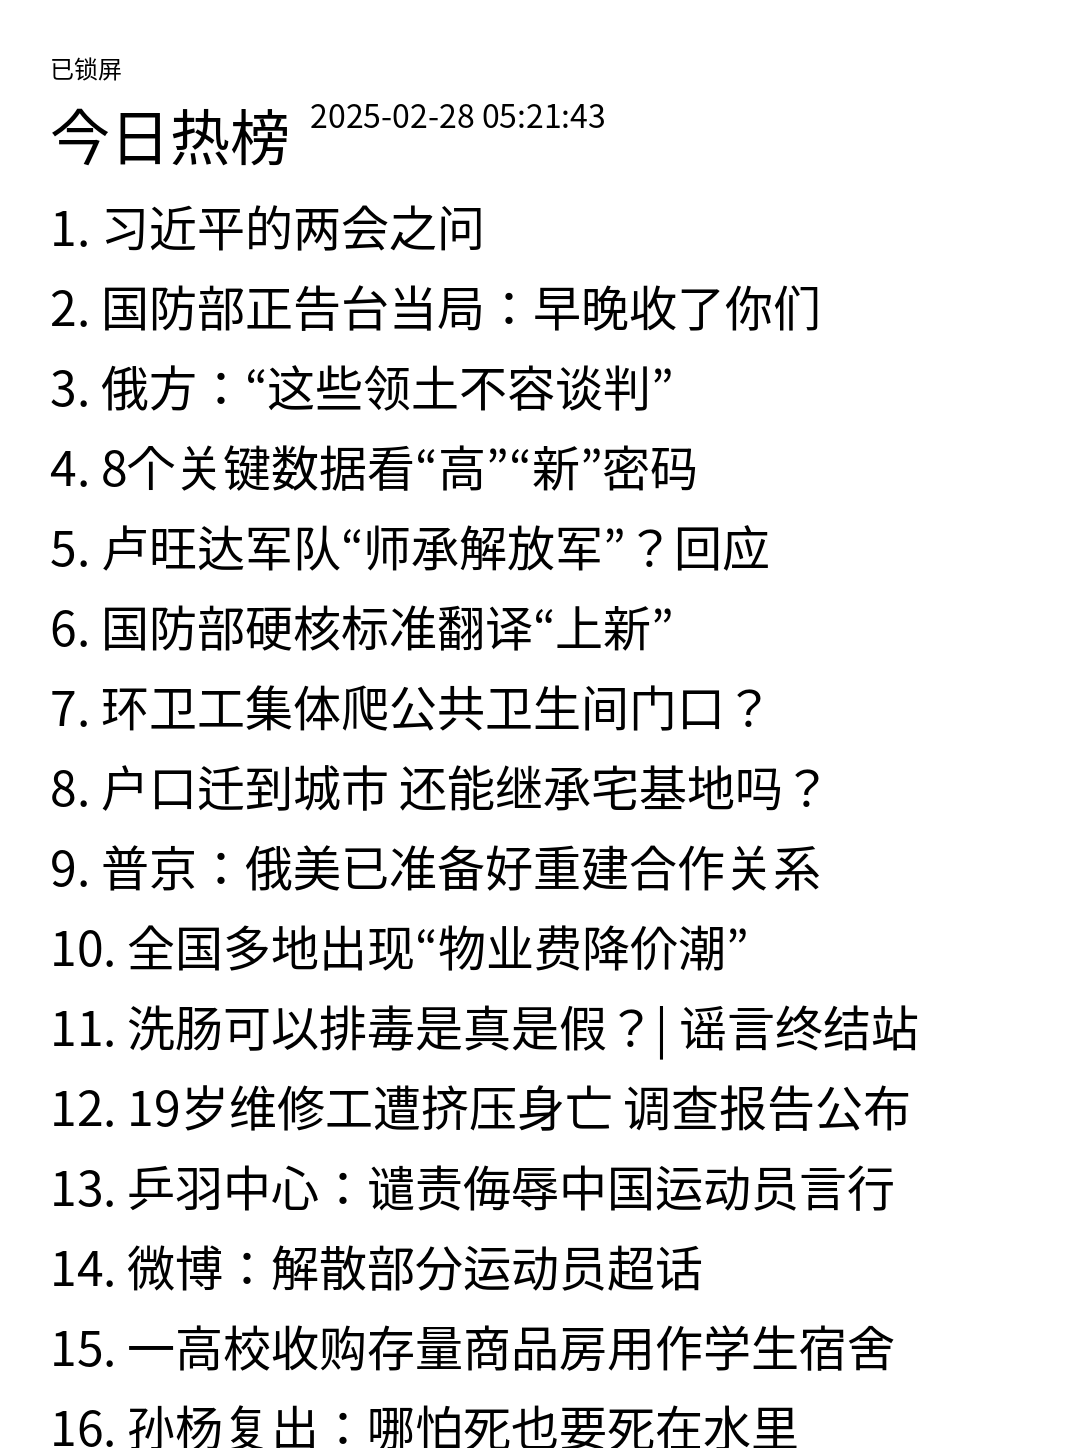 已锁屏
今日热榜 2025-02-28 05:21:43
1. 习近平的两会之问
2. 国防部正告台当局：早晚收了你们
3. 俄方：“这些领土不容谈判”
4. 8个关键数据看“高”“新”密码
5. 卢旺达军队“师承解放军”？回应
6. 国防部硬核标准翻译“上新”
7. 环卫工集体爬公共卫生间门口？
8. 户口迁到城市 还能继承宅基地吗？
9. 普京：俄美已准备好重建合作关系
10. 全国多地出现“物业费降价潮”
11. 洗肠可以排毒是真是假？| 谣言终结站
12. 19岁维修工遭挤压身亡 调查报告公布
13. 乒羽中心：谴责侮辱中国运动员言行
14. 微博：解散部分运动员超话
15. 一高校收购存量商品房用作学生宿舍
16. 孙杨复出：哪怕死也要死在水里